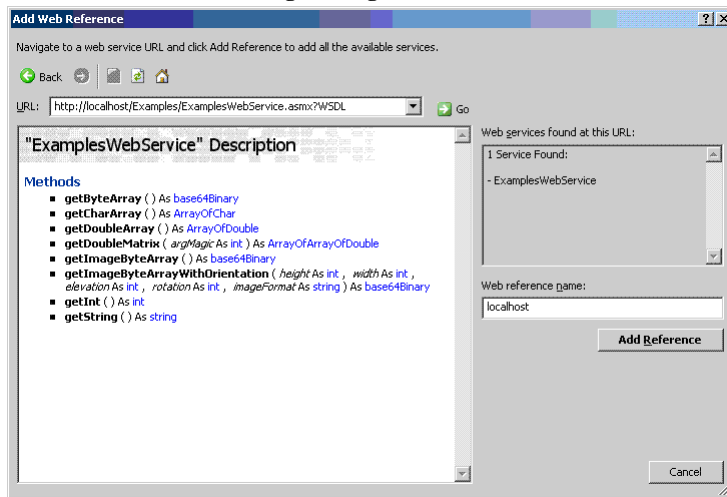 Add Web Reference
Navigate to a web service URL and click Add Reference to add all the available services.
Back
URL: http://localhost/Examples/ExamplesWebService.asmx?WSDL Go
"ExamplesWebService" Description
Methods
getByteArray ( ) As base64Binary
getCharArray ( ) As ArrayOfChar
getDoubleArray ( ) As ArrayOfDouble
getDoubleMatrix ( argMagic As int ) As ArrayOfArrayOfDouble
getImageByteArray ( ) As base64Binary
getImageByteArrayWithOrientation ( height As int , width As int ,
elevation As int , rotation As int , imageFormat As string ) As base64Binary
getInt ( ) As int
getString ( ) As string
Web services found at this URL:
1 Service Found:
- ExamplesWebService
Web reference name:
localhost
Add Reference
Cancel